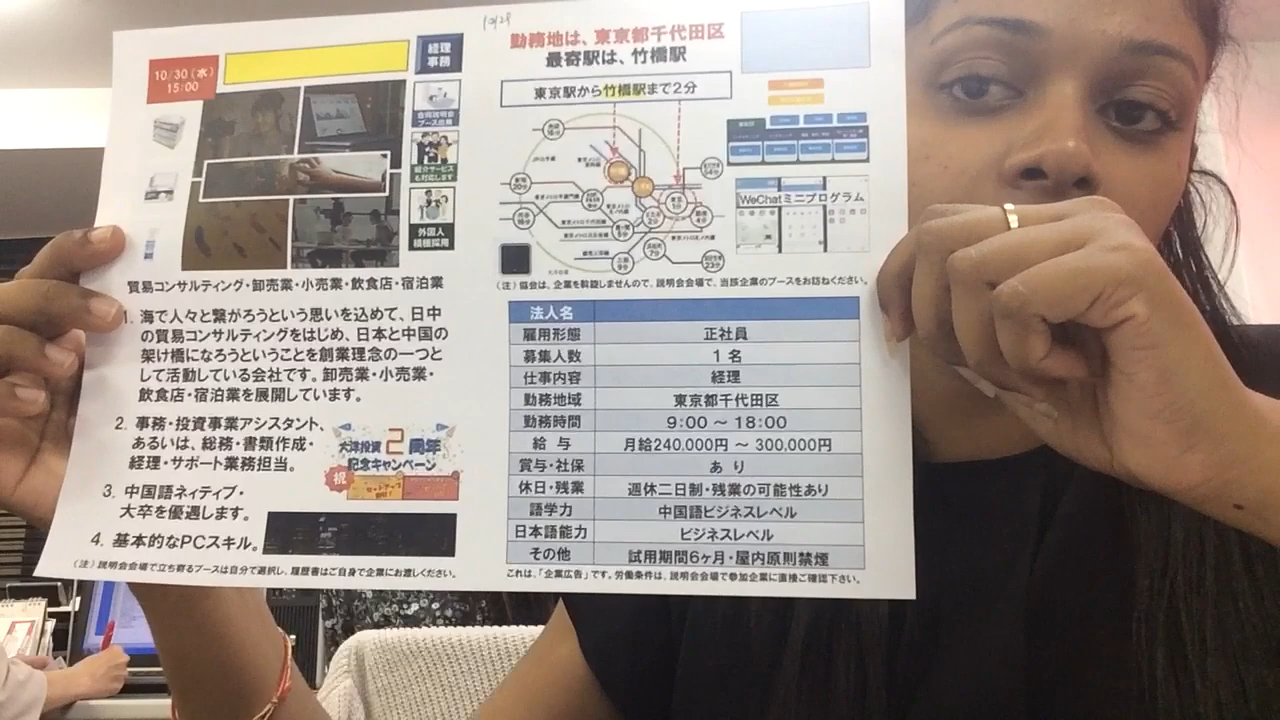 10/29
10/30（水）
15:00
経理
事務
合同説明会
ブース出展
紹介サービス
も対応します
外国人
積極採用
貿易コンサルティング・卸売業・小売業・飲食店・宿泊業
1. 海で人々と繋がろうという思いを込めて、日中
の貿易コンサルティングをはじめ、日本と中国の
架け橋になろうということを創業理念の一つと
して活動している会社です。卸売業・小売業・
飲食店・宿泊業を展開しています。
2. 事務・投資事業アシスタント、
あるいは、総務・書類作成・
経理・サポート業務担当。
大洋投資2周年
記念キャンペーン
祝
3. 中国語ネィティブ・
大卒を優遇します。
4. 基本的なPCスキル。
（注）説明会会場で立ち寄るブースは自分で選択し、履歴書はご自身で企業にお渡しください。
勤務地は、東京都千代田区
最寄駅は、竹橋駅
東京駅から竹橋駅まで2分
WeChatミニプログラム
（注）協会は、企業を斡旋しませんので、説明会会場で、当該企業のブースをお訪ねください。
法人名
雇用形態 正社員
募集人数 1名
仕事内容 経理
勤務地域 東京都千代田区
勤務時間 9:00 ～ 18:00
給 与 月給240,000円 ～ 300,000円
賞与・社保 あ り
休日・残業 週休二日制・残業の可能性あり
語学力 中国語ビジネスレベル
日本語能力 ビジネスレベル
その他 試用期間6ヶ月・屋内原則禁煙
これは、「企業広告」です。労働条件は、説明会会場で参加企業に直接ご確認下さい。